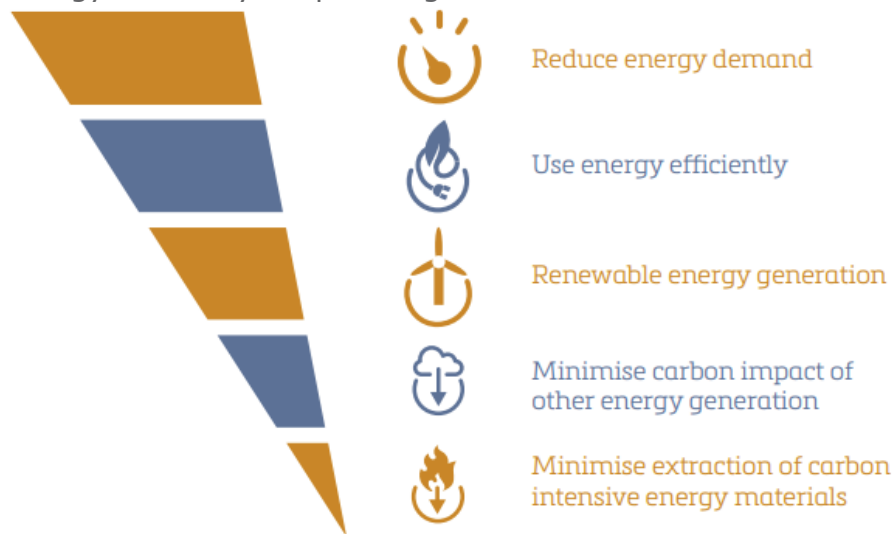 Reduce energy demand
Use energy efficiently
Renewable energy generation
Minimise carbon impact of
other energy generation
Minimise extraction of carbon
intensive energy materials